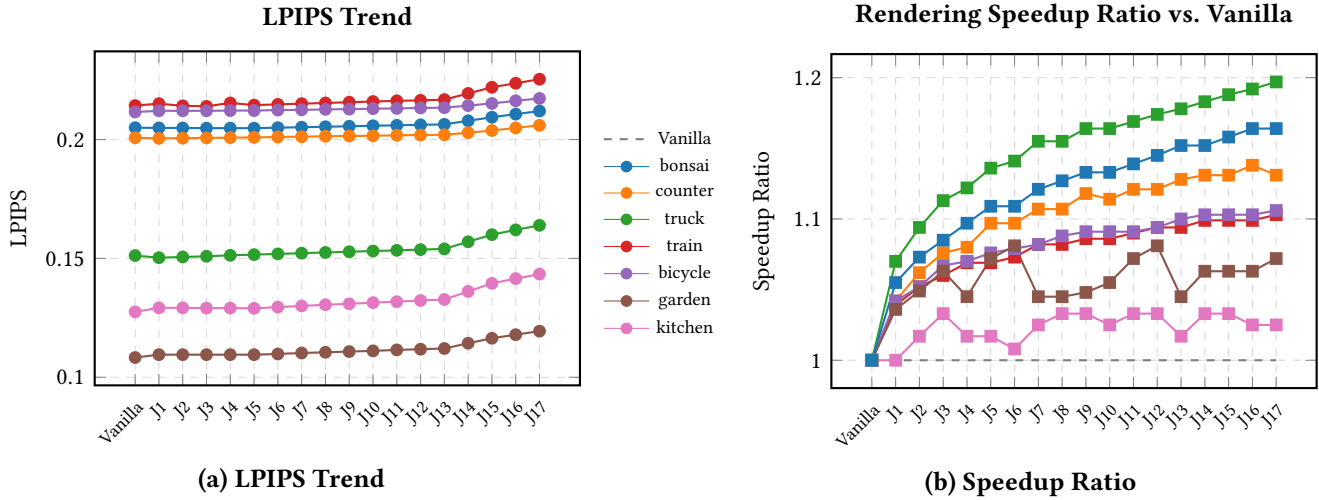 LPIPS Trend
LPIPS
0.2
0.15
0.1
Vanilla J1 J2 J3 J4 J5 J6 J7 J8 J9 J10 J11 J12 J13 J14 J15 J16 J17
(a) LPIPS Trend
Vanilla
bonsai
counter
truck
train
bicycle
garden
kitchen
Rendering Speedup Ratio vs. Vanilla
Speedup Ratio
1.2
1.1
1
Vanilla J1 J2 J3 J4 J5 J6 J7 J8 J9 J10 J11 J12 J13 J14 J15 J16 J17
(b) Speedup Ratio